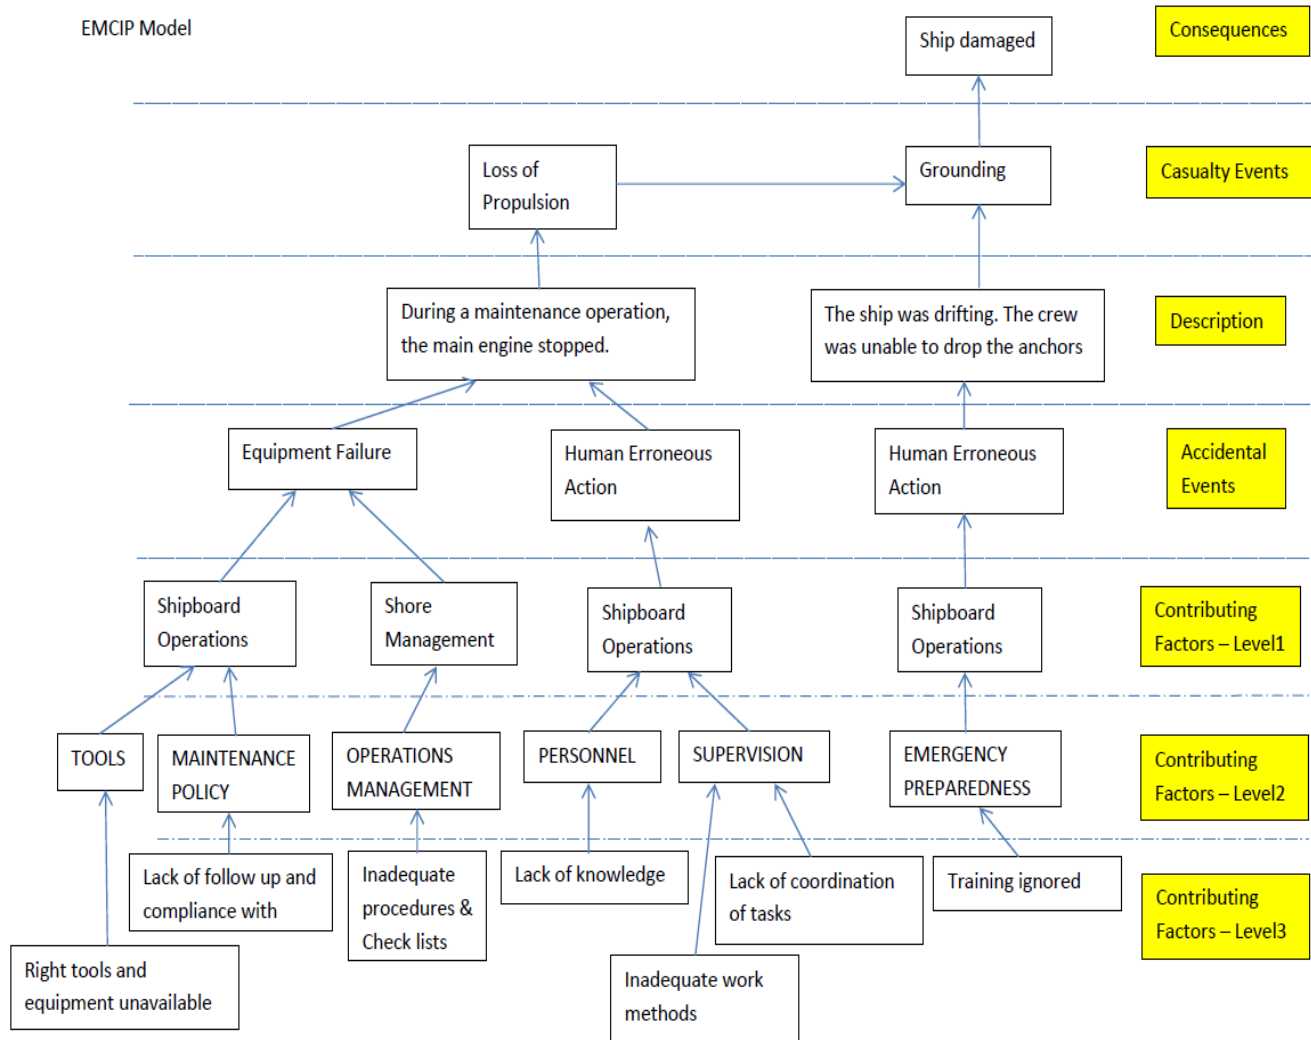 EMCIP Model
Ship damaged
Consequences
Loss of
Propulsion
Grounding
Casualty Events
During a maintenance operation,
the main engine stopped.
The ship was drifting. The crew
was unable to drop the anchors
Description
Equipment Failure
Human Erroneous
Action
Human Erroneous
Action
Accidental
Events
Shipboard
Operations
Shore
Management
Shipboard
Operations
Shipboard
Operations
Contributing
Factors – Level1
TOOLS
MAINTENANCE
POLICY
OPERATIONS
MANAGEMENT
PERSONNEL
SUPERVISION
EMERGENCY
PREPAREDNESS
Contributing
Factors – Level2
Lack of follow up and
compliance with
Inadequate
procedures &
Check lists
Lack of knowledge
Lack of coordination
of tasks
Training ignored
Contributing
Factors – Level3
Right tools and
equipment unavailable
Inadequate work
methods